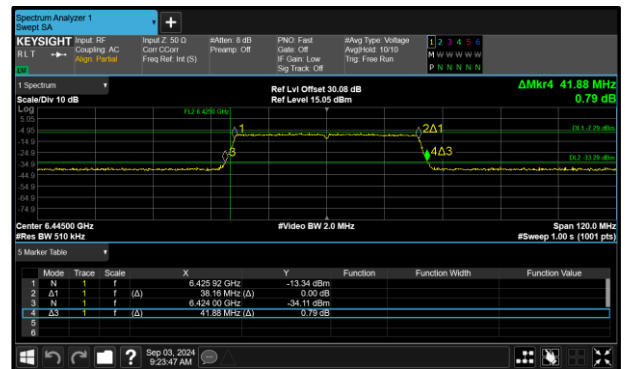 Spectrum Analyzer 1
Swept SA
+
KEYSIGHT Input: RF Input Z: 50 Ω #Atten: 8 dB PNO: Fast #Avg Type: Voltage 1 2 3 4 5 6
RLT Coupling: AC Corr CCorr Preamp: Off Gate: Off Avg|Hold: 10/10 M W W W W W
Align: Partial Freq Ref: Int (S) IF Gain: Low Trig: Free Run
Sig Track: Off P N N N N N
1 Spectrum Ref Lvl Offset 30.08 dB ΔMkr4 41.88 MHz
Scale/Div 10 dB Ref Level 15.05 dBm 0.79 dB
Log
5.05 FL2 6.4250 GHz
-4.95 1 2Δ1 DL1 -7.29 dBm
-14.9
-24.9 3 4Δ3
-34.9 DL2 -33.29 dBm
-44.9
-54.9
-64.9
-74.9
Center 6.44500 GHz #Video BW 2.0 MHz Span 120.0 MHz
#Res BW 510 kHz #Sweep 1.00 s (1001 pts)
5 Marker Table
Mode Trace Scale X Y Function Function Width Function Value
1 N 1 f 6.425 92 GHz -13.34 dBm
2 Δ1 1 f (Δ) 38.16 MHz (Δ) 0.00 dB
3 N 1 f 6.424 00 GHz -34.11 dBm
4 Δ3 1 f (Δ) 41.88 MHz (Δ) 0.79 dB
5
6
? Sep 03, 2024
9:23:47 AM